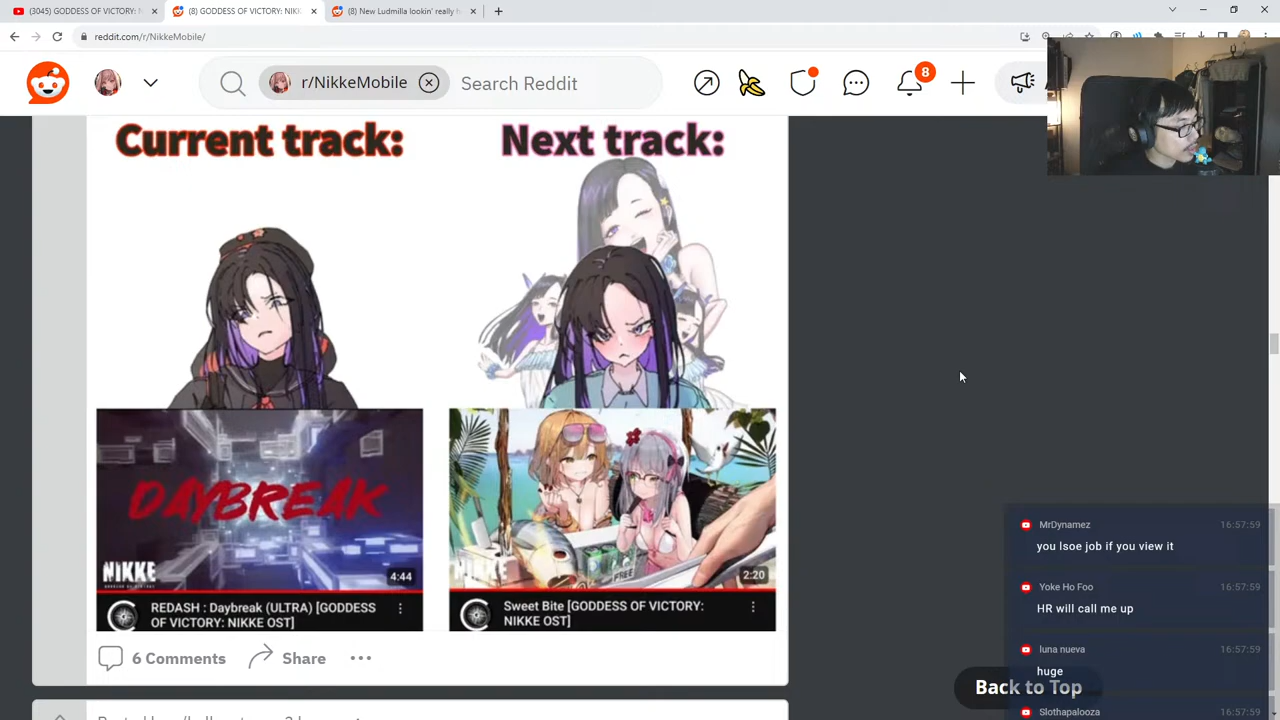 (3045) GODDESS OF VICTORY: N
(8) GODDESS OF VICTORY: NIKK
(8) New Ludmilla lookin' really h
reddit.com/r/NikkeMobile/
r/NikkeMobile
Search Reddit
8
Current track:
Next track:
DAYBREAK
NIKKE
4:44
FREE
2:20
REDASH : Daybreak (ULTRA) [GODDESS
OF VICTORY: NIKKE OST]
Sweet Bite [GODDESS OF VICTORY:
NIKKE OST]
6 Comments
Share
MrDynamez
16:57:59
you lsoe job if you view it
Yoke Ho Foo
16:57:59
HR will call me up
luna nueva
16:57:59
huge
Back to Top
Slothapalooza
16:57:59